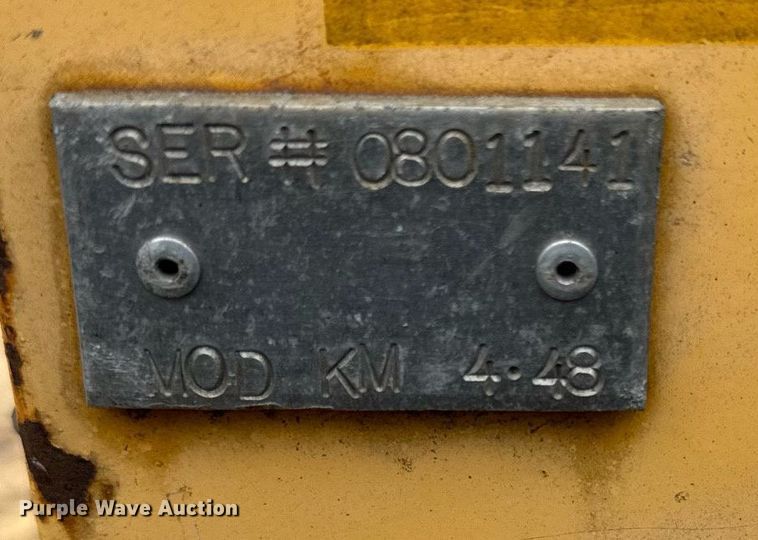 SER # 0801141
MOD KM 4·48
Purple Wave Auction